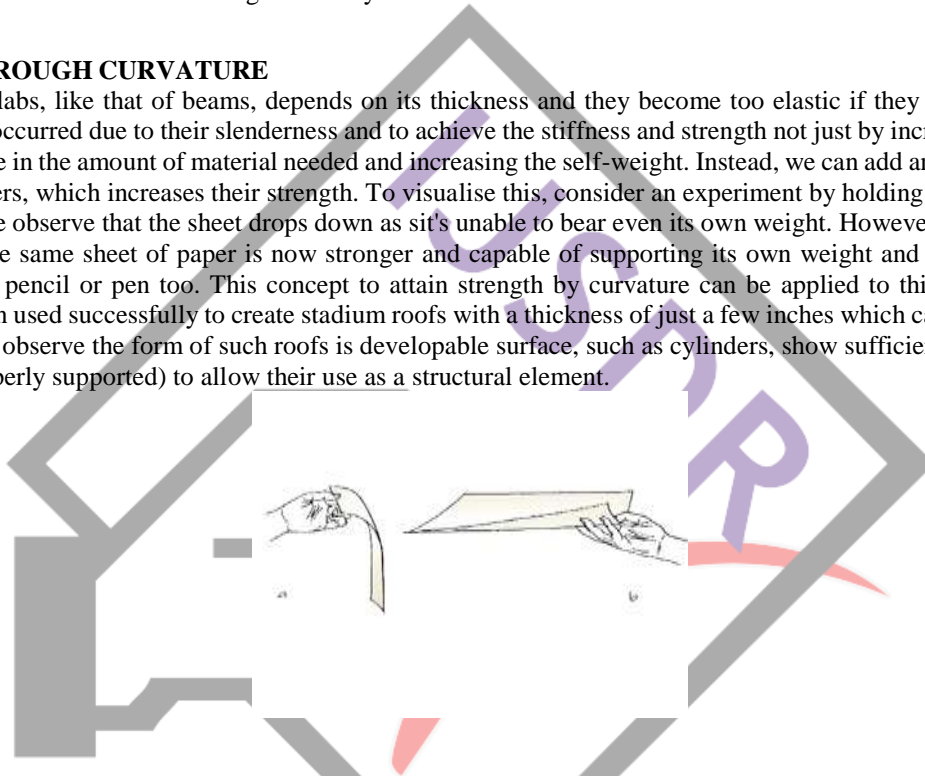 ROUGH CURVATURE
labs, like that of beams, depends on its thickness and they become too elastic if they
occurred due to their slenderness and to achieve the stiffness and strength not just by incr
e in the amount of material needed and increasing the self-weight. Instead, we can add an
ers, which increases their strength. To visualise this, consider an experiment by holding
e observe that the sheet drops down as sit's unable to bear even its own weight. However
e same sheet of paper is now stronger and capable of supporting its own weight and
pencil or pen too. This concept to attain strength by curvature can be applied to thi
n used successfully to create stadium roofs with a thickness of just a few inches which ca
observe the form of such roofs is developable surface, such as cylinders, show sufficien
perly supported) to allow their use as a structural element.
IJSDR
a
b